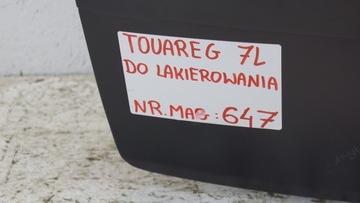 TOUAREG 7L
DO LAKIEROWANIA
NR. MAG: 647